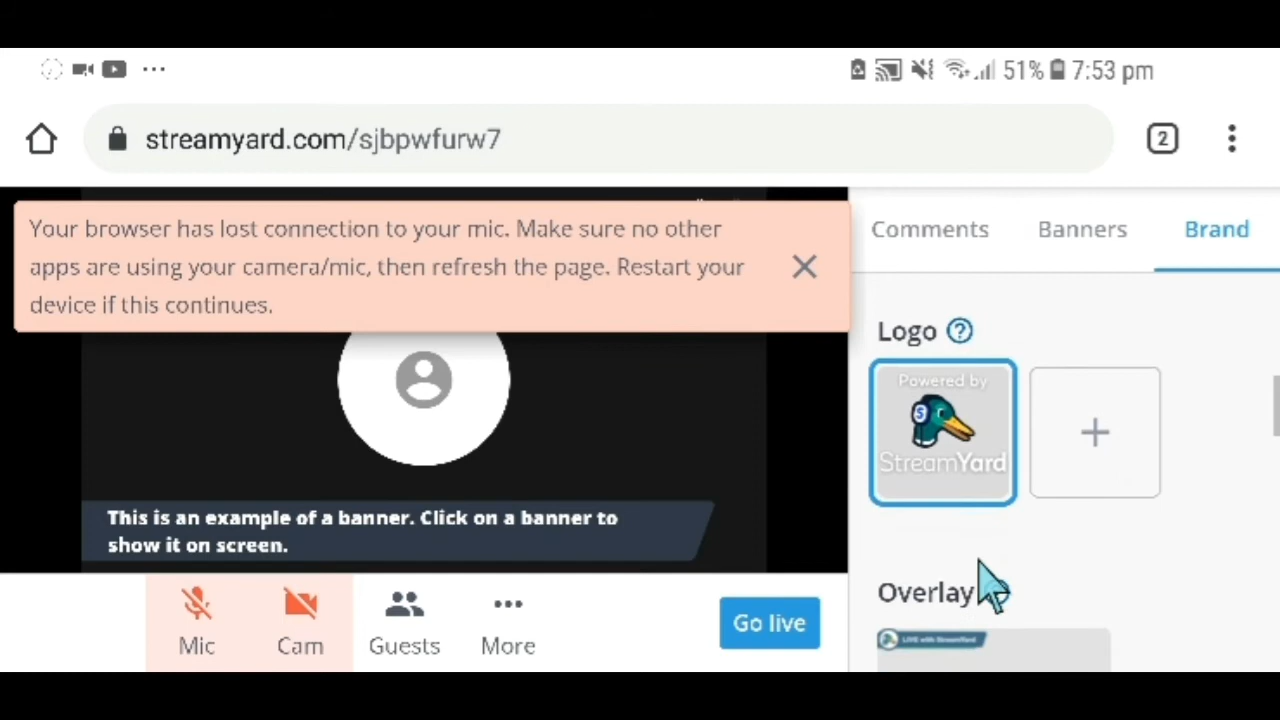 51% 7:53 pm
streamyard.com/sjbpwfurw7
2
Your browser has lost connection to your mic. Make sure no other
apps are using your camera/mic, then refresh the page. Restart your
device if this continues.
Comments Banners Brand
Logo ?
Powered by
S
StreamYard
+
This is an example of a banner. Click on a banner to
show it on screen.
Overlay
LIVE with StreamYard
Mic Cam Guests More Go live